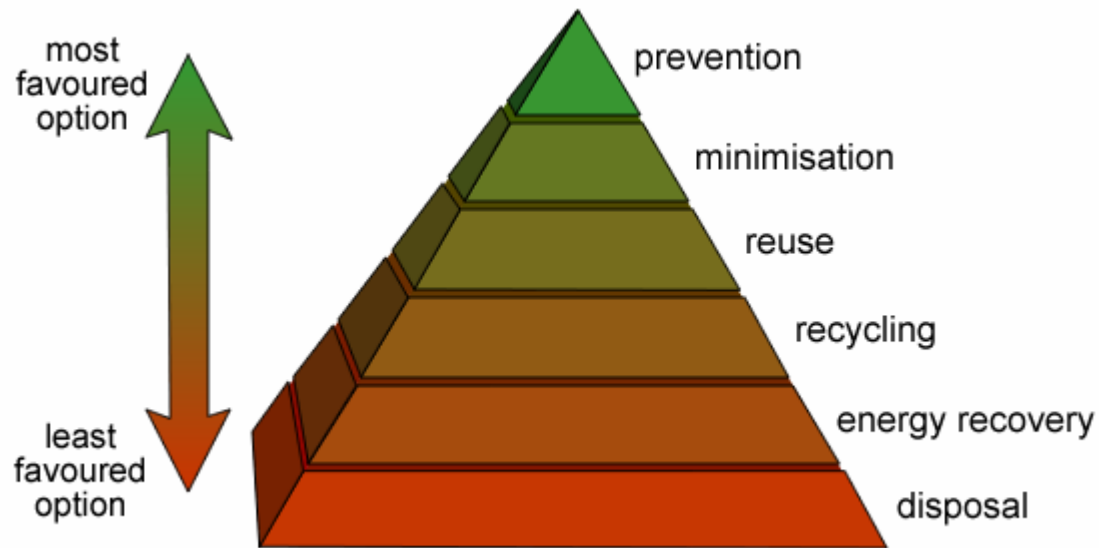 most
favoured
option
prevention
minimisation
reuse
recycling
energy recovery
least
favoured
option
disposal